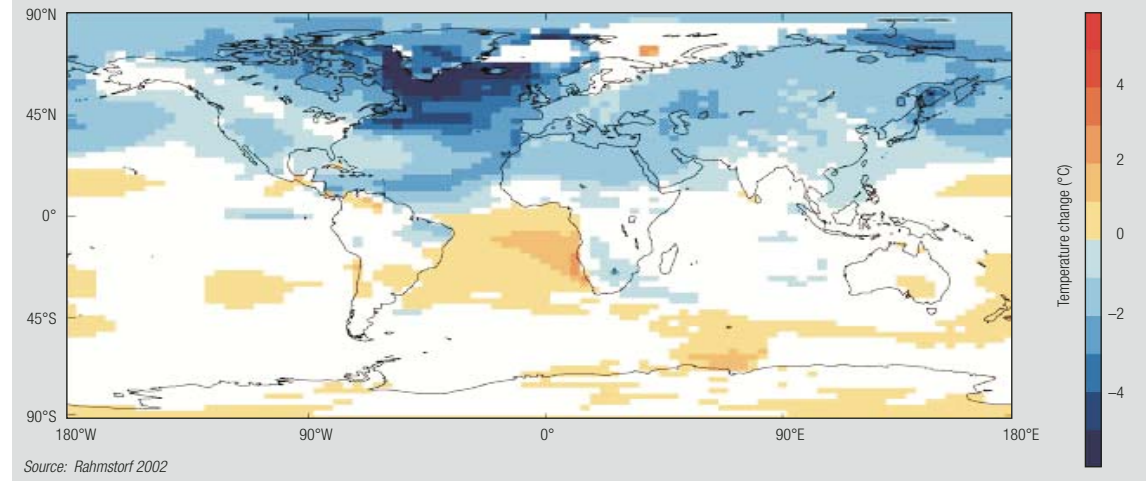 90°N
45°N
0°
45°S
90°S
180°W
90°W
0°
90°E
180°E
Temperature change (°C)
4
2
0
–2
–4
Source: Rahmstorf 2002